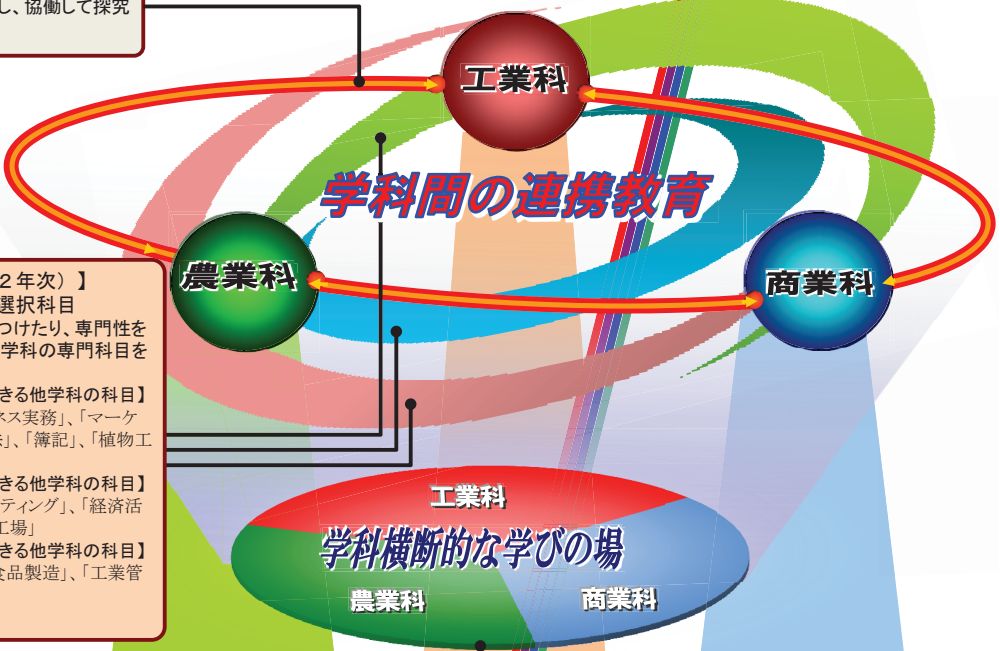 し、協働して探究
工業科
学科間の連携教育
農業科
商業科
２年次）】
選択科目
つけたり、専門性を
学科の専門科目を
きる他学科の科目】
ス実務」、「マーケ
」、「簿記」、「植物工
きる他学科の科目】
ティング」、「経済活
工場」
きる他学科の科目】
食品製造」、「工業管
工業科
学科横断的な学びの場
農業科
商業科